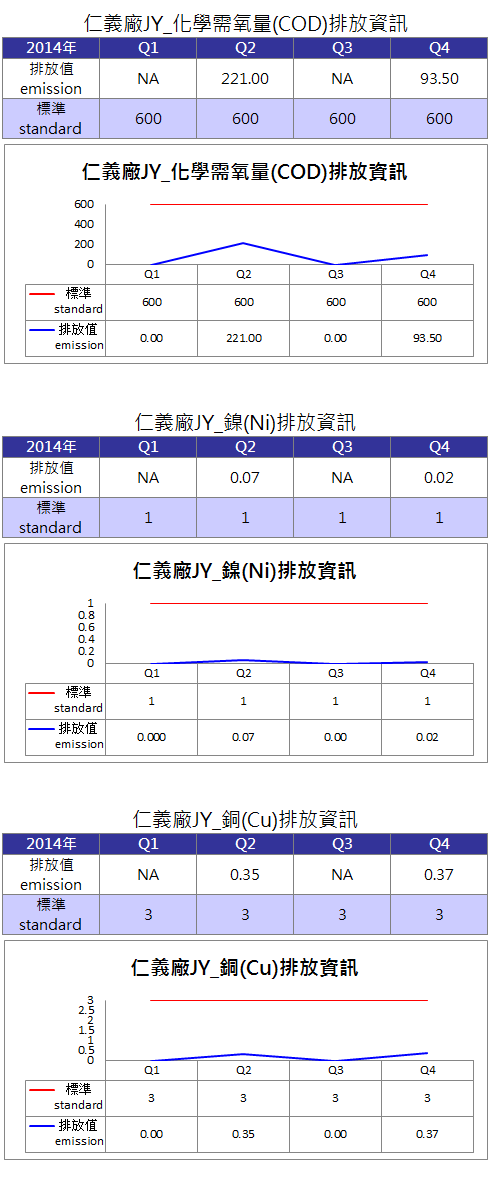 仁義廠JY_化學需氧量(COD)排放資訊
2014年 Q1 Q2 Q3 Q4
排放值
emission NA 221.00 NA 93.50
標準
standard 600 600 600 600
仁義廠JY_化學需氧量(COD)排放資訊
600
400
200
0
Q1 Q2 Q3 Q4
標準
standard 600 600 600 600
排放值
emission 0.00 221.00 0.00 93.50
仁義廠JY_鎳(Ni)排放資訊
2014年 Q1 Q2 Q3 Q4
排放值
emission NA 0.07 NA 0.02
標準
standard 1 1 1 1
仁義廠JY_鎳(Ni)排放資訊
1
0.8
0.6
0.4
0.2
0
Q1 Q2 Q3 Q4
標準
standard 1 1 1 1
排放值
emission 0.000 0.07 0.00 0.02
仁義廠JY_銅(Cu)排放資訊
2014年 Q1 Q2 Q3 Q4
排放值
emission NA 0.35 NA 0.37
標準
standard 3 3 3 3
仁義廠JY_銅(Cu)排放資訊
3
2.5
2
1.5
1
0.5
0
Q1 Q2 Q3 Q4
標準
standard 3 3 3 3
排放值
emission 0.00 0.35 0.00 0.37